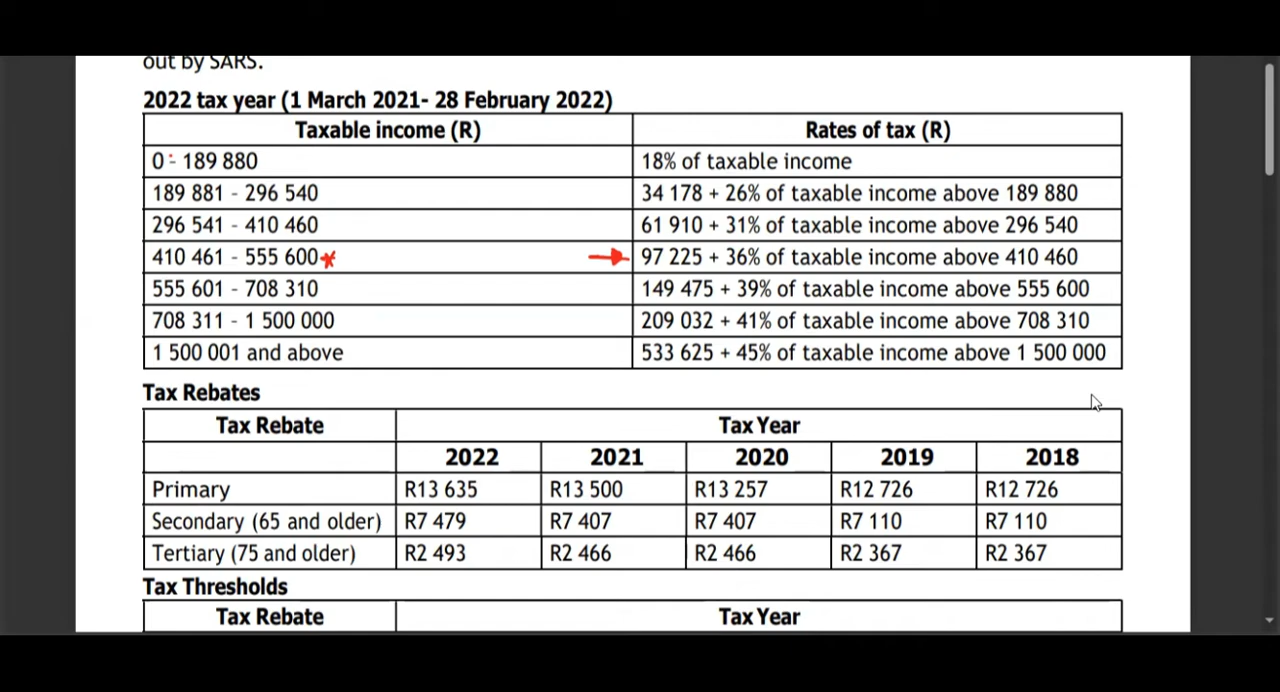 out by SARS.
2022 tax year (1 March 2021- 28 February 2022)
Taxable income (R) Rates of tax (R)
0 - 189 880 18% of taxable income
189 881 - 296 540 34 178 + 26% of taxable income above 189 880
296 541 - 410 460 61 910 + 31% of taxable income above 296 540
410 461 - 555 600 97 225 + 36% of taxable income above 410 460
555 601 - 708 310 149 475 + 39% of taxable income above 555 600
708 311 - 1 500 000 209 032 + 41% of taxable income above 708 310
1 500 001 and above 533 625 + 45% of taxable income above 1 500 000
Tax Rebates
Tax Rebate Tax Year
2022 2021 2020 2019 2018
Primary R13 635 R13 500 R13 257 R12 726 R12 726
Secondary (65 and older) R7 479 R7 407 R7 407 R7 110 R7 110
Tertiary (75 and older) R2 493 R2 466 R2 466 R2 367 R2 367
Tax Thresholds
Tax Rebate Tax Year